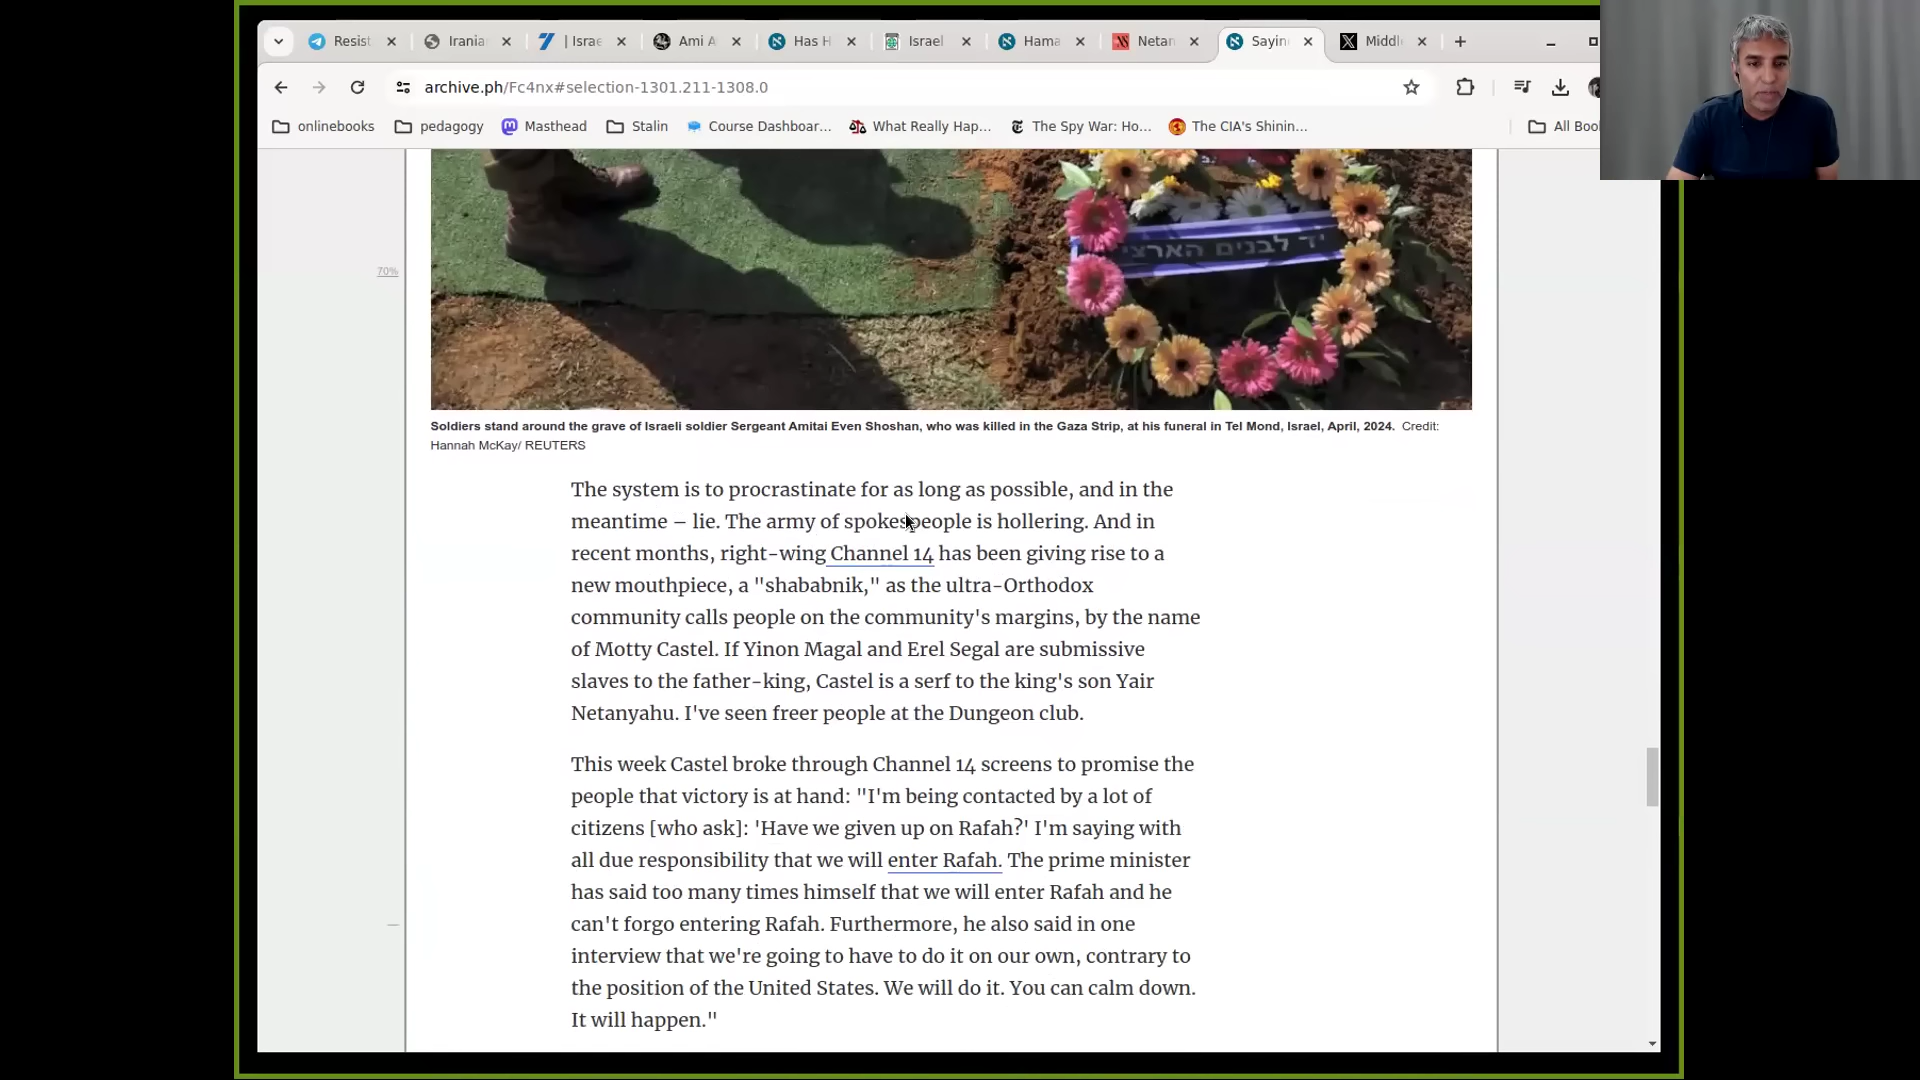 Resist
Irania
| Israe
Ami A
Has H
Israel
Hama
Netan
Sayin
Middl
archive.ph/Fc4nx#selection-1301.211-1308.0
onlinebooks
pedagogy
Masthead
Stalin
Course Dashboar...
What Really Hap...
The Spy War: Ho...
The CIA's Shinin...
All Boo
יד לבנים הארצי
70%
Soldiers stand around the grave of Israeli soldier Sergeant Amitai Even Shoshan, who was killed in the Gaza Strip, at his funeral in Tel Mond, Israel, April, 2024. Credit:
Hannah McKay/ REUTERS
The system is to procrastinate for as long as possible, and in the
meantime – lie. The army of spokespeople is hollering. And in
recent months, right-wing Channel 14 has been giving rise to a
new mouthpiece, a "shababnik," as the ultra-Orthodox
community calls people on the community's margins, by the name
of Motty Castel. If Yinon Magal and Erel Segal are submissive
slaves to the father-king, Castel is a serf to the king's son Yair
Netanyahu. I've seen freer people at the Dungeon club.
This week Castel broke through Channel 14 screens to promise the
people that victory is at hand: "I'm being contacted by a lot of
citizens [who ask]: 'Have we given up on Rafah?' I'm saying with
all due responsibility that we will enter Rafah. The prime minister
has said too many times himself that we will enter Rafah and he
can't forgo entering Rafah. Furthermore, he also said in one
interview that we're going to have to do it on our own, contrary to
the position of the United States. We will do it. You can calm down.
It will happen."